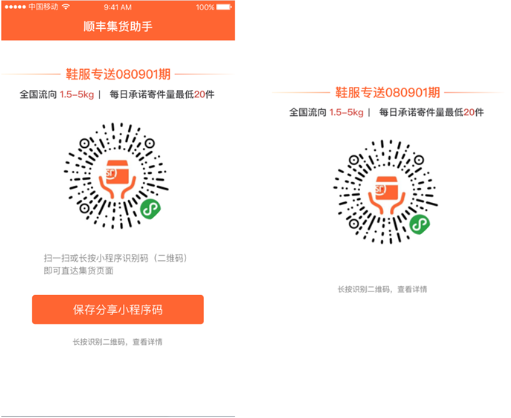 中国移动
9:41 AM
100%
顺丰集货助手
鞋服专送080901期
全国流向 1.5-5kg | 每日承诺寄件量最低20件
扫一扫或长按小程序识别码（二维码）
即可直达集货页面
保存分享小程序码
长按识别二维码，查看详情
鞋服专送080901期
全国流向 1.5-5kg | 每日承诺寄件量最低20件
长按识别二维码，查看详情